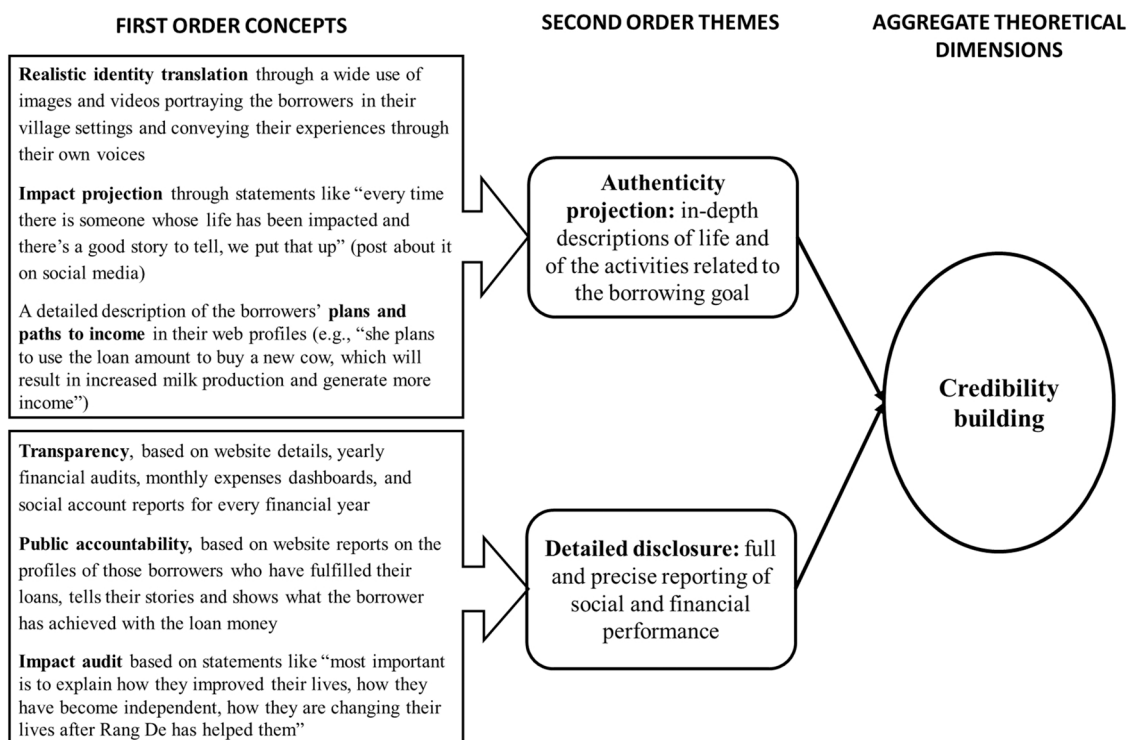 FIRST ORDER CONCEPTS
SECOND ORDER THEMES
AGGREGATE THEORETICAL
DIMENSIONS
Realistic identity translation through a wide use of
images and videos portraying the borrowers in their
village settings and conveying their experiences through
their own voices
Impact projection through statements like “every time
there is someone whose life has been impacted and
there’s a good story to tell, we put that up” (post about it
on social media)
A detailed description of the borrowers’ plans and
paths to income in their web profiles (e.g., “she plans
to use the loan amount to buy a new cow, which will
result in increased milk production and generate more
income”)
Authenticity
projection: in-depth
descriptions of life and
of the activities related to
the borrowing goal
Transparency, based on website details, yearly
financial audits, monthly expenses dashboards, and
social account reports for every financial year
Public accountability, based on website reports on the
profiles of those borrowers who have fulfilled their
loans, tells their stories and shows what the borrower
has achieved with the loan money
Impact audit based on statements like “most important
is to explain how they improved their lives, how they
have become independent, how they are changing their
lives after Rang De has helped them”
Detailed disclosure: full
and precise reporting of
social and financial
performance
Credibility
building